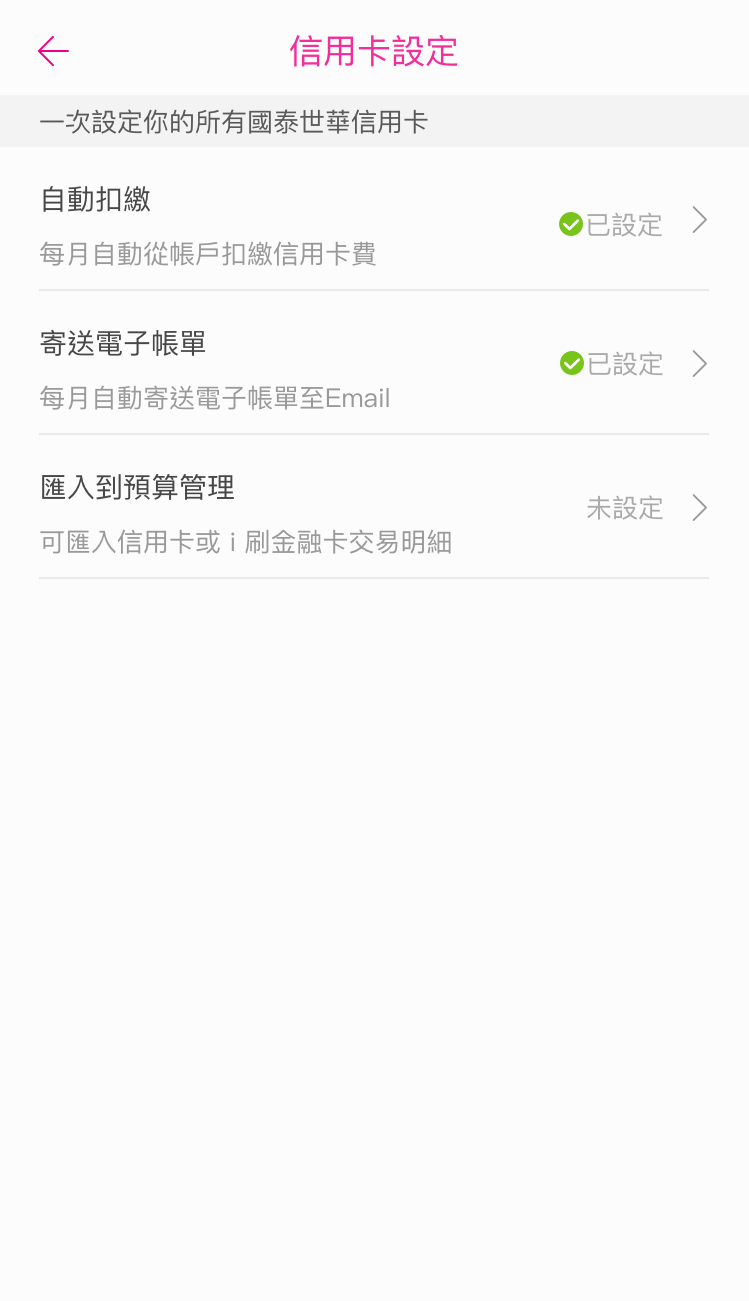 信用卡設定
一次設定你的所有國泰世華信用卡
自動扣繳
已設定
每月自動從帳戶扣繳信用卡費
寄送電子帳單
已設定
每月自動寄送電子帳單至Email
匯入到預算管理
未設定
可匯入信用卡或 i 刷金融卡交易明細